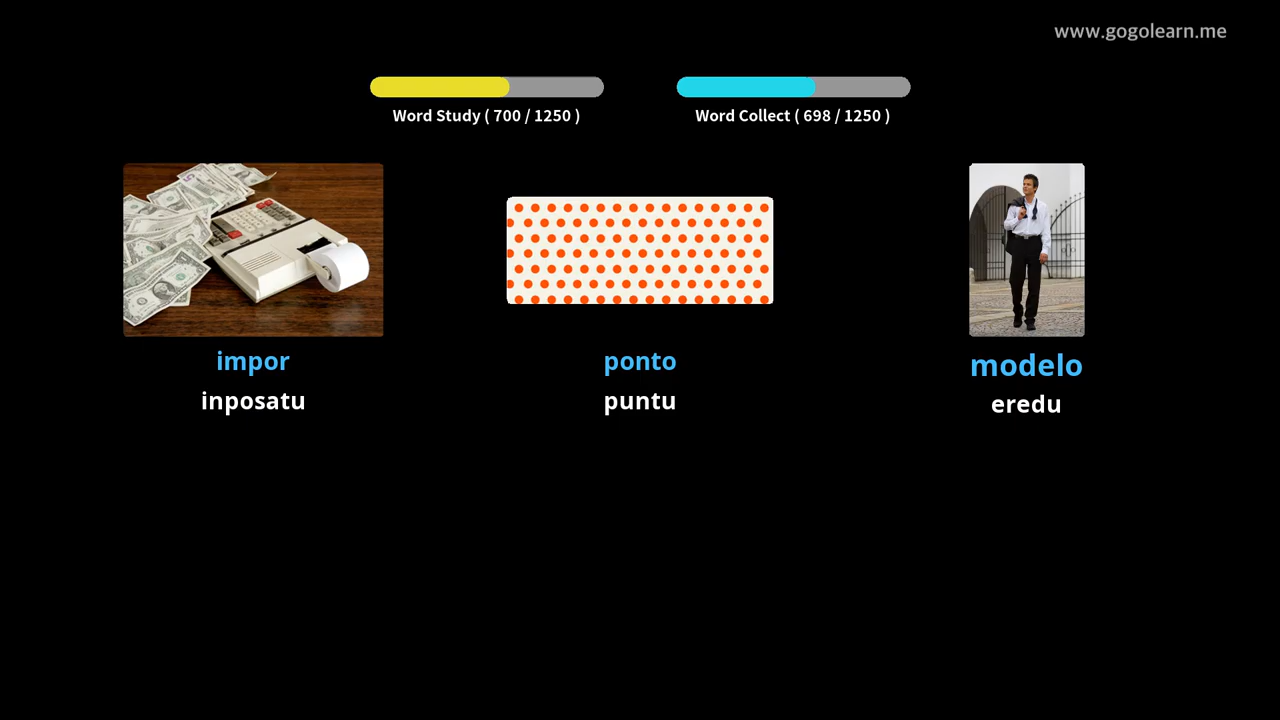 www.gogolearn.me
Word Study ( 700 / 1250 )
Word Collect ( 698 / 1250 )
impor
inposatu
ponto
puntu
modelo
eredu